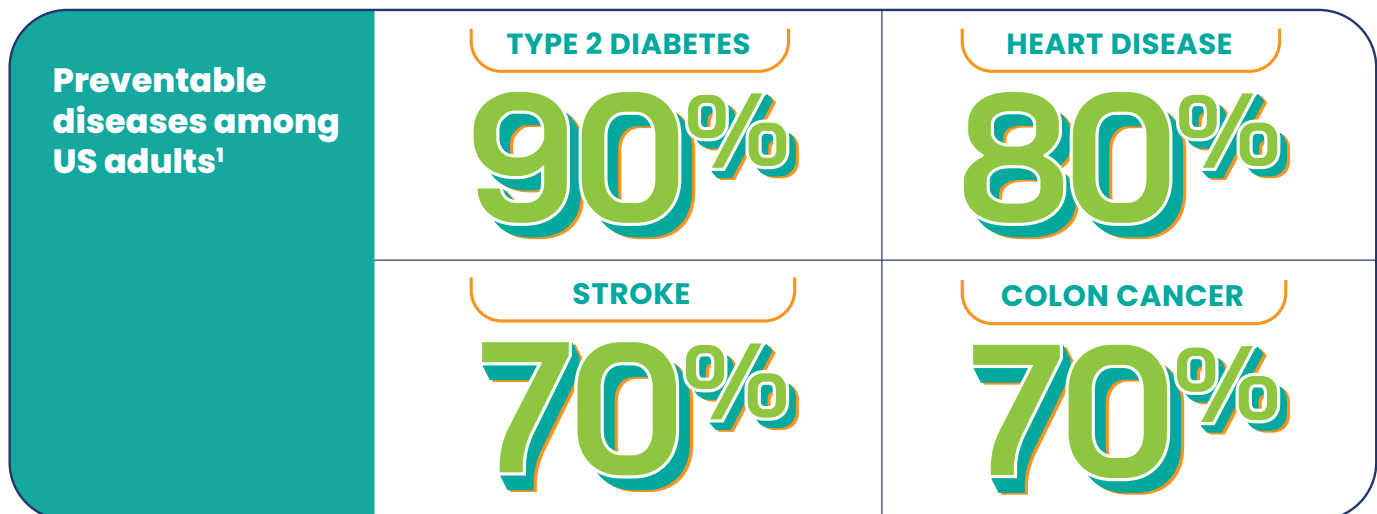 Preventable
diseases among
US adults¹
TYPE 2 DIABETES
90%
HEART DISEASE
80%
STROKE
70%
COLON CANCER
70%